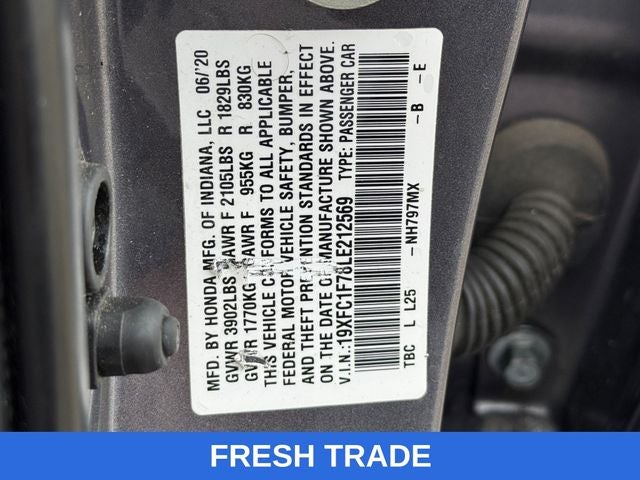 MFD. BY HONDA MFG. OF INDIANA, LLC 06/'20
GVWR 3902LBS GAWR F 2105LBS R 1829LBS
GVWR 1770KG GAWR F 955KG R 830KG
THIS VEHICLE CONFORMS TO ALL APPLICABLE
FEDERAL MOTOR VEHICLE SAFETY, BUMPER,
AND THEFT PREVENTION STANDARDS IN EFFECT
ON THE DATE OF MANUFACTURE SHOWN ABOVE.
V.I.N.: 19XFC1F78LE212569 TYPE: PASSENGER CAR
TBC L L25 -NH797MX -B -E
FRESH TRADE